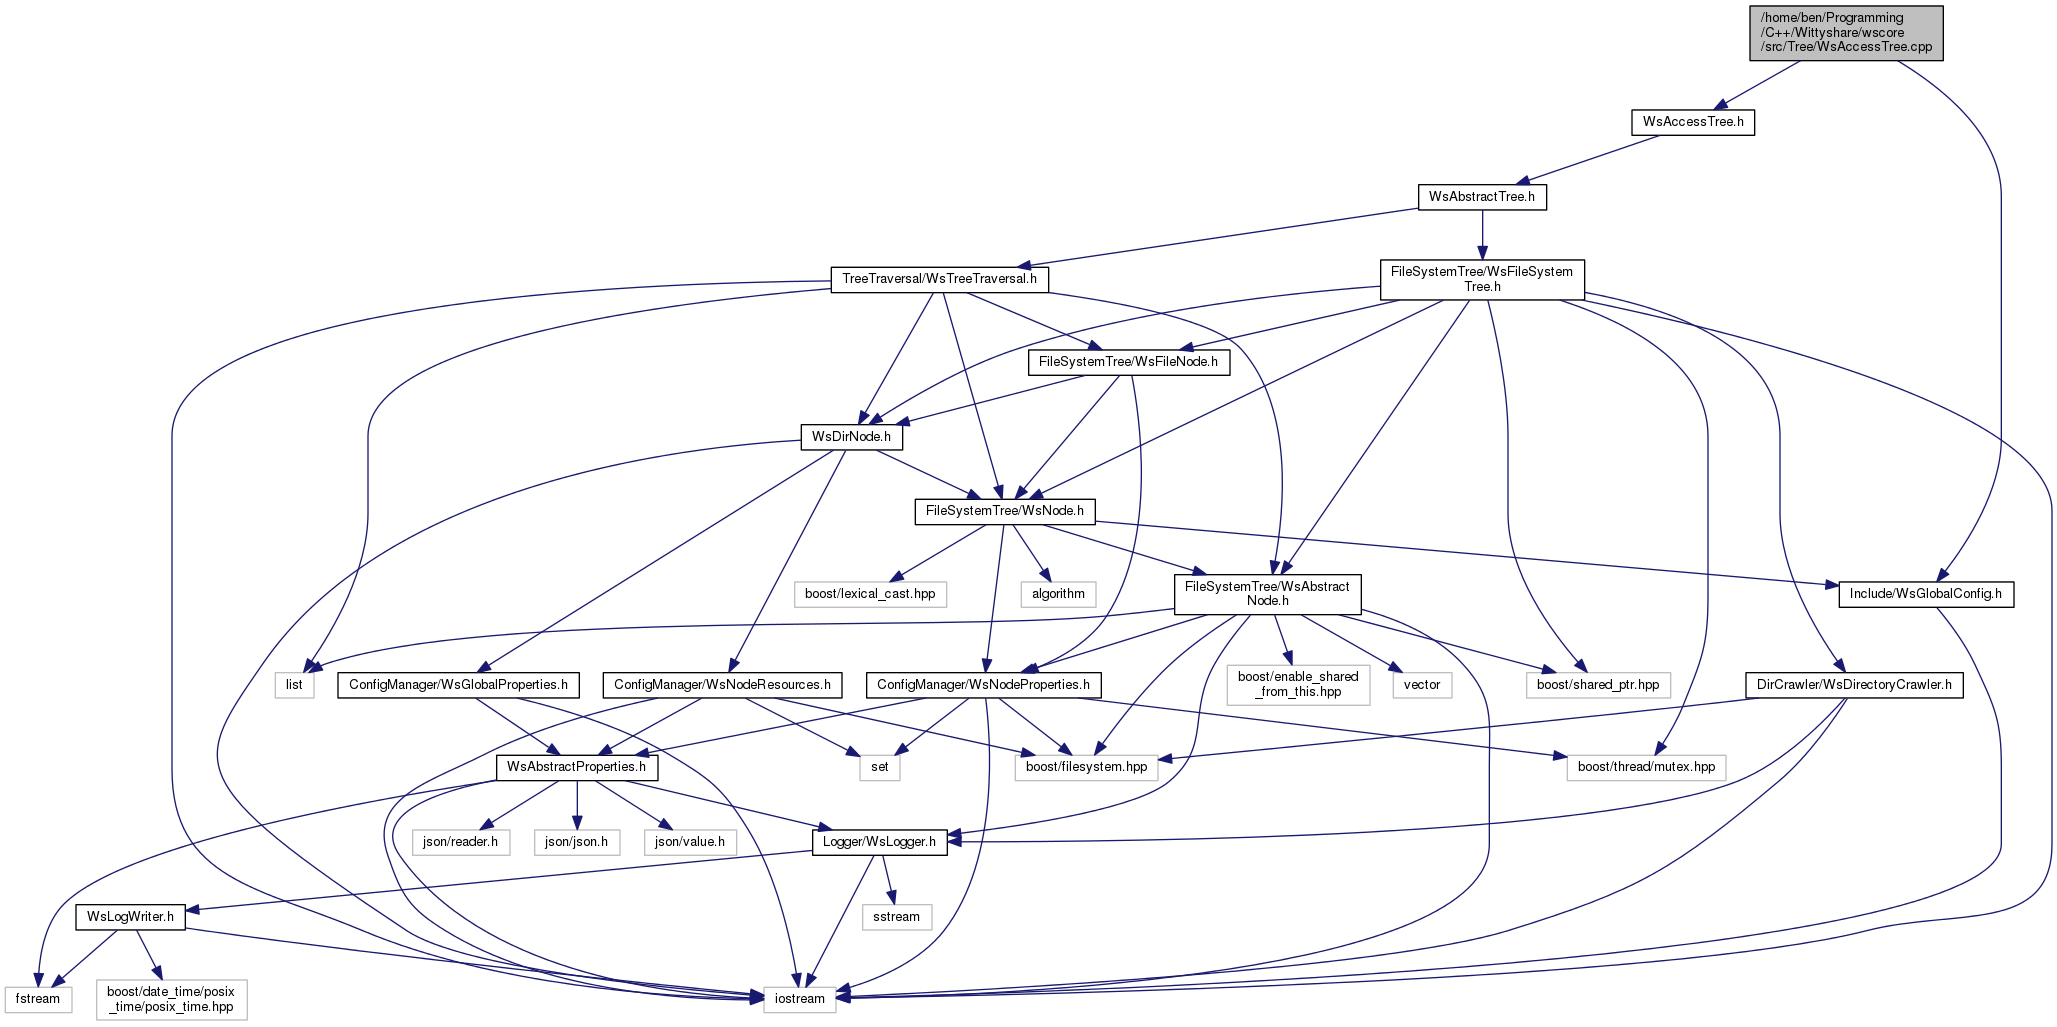 /home/ben/Programming
/C++/Wittyshare/wscore
/src/Tree/WsAccessTree.cpp
WsAccessTree.h
WsAbstractTree.h
TreeTraversal/WsTreeTraversal.h
FileSystemTree/WsFileSystem
Tree.h
FileSystemTree/WsFileNode.h
WsDirNode.h
FileSystemTree/WsNode.h
boost/lexical_cast.hpp
algorithm
FileSystemTree/WsAbstract
Node.h
Include/WsGlobalConfig.h
list
ConfigManager/WsGlobalProperties.h
ConfigManager/WsNodeResources.h
ConfigManager/WsNodeProperties.h
boost/enable_shared
_from_this.hpp
vector
boost/shared_ptr.hpp
DirCrawler/WsDirectoryCrawler.h
WsAbstractProperties.h
set
boost/filesystem.hpp
boost/thread/mutex.hpp
json/reader.h
json/json.h
json/value.h
Logger/WsLogger.h
WsLogWriter.h
sstream
fstream
boost/date_time/posix
_time/posix_time.hpp
iostream